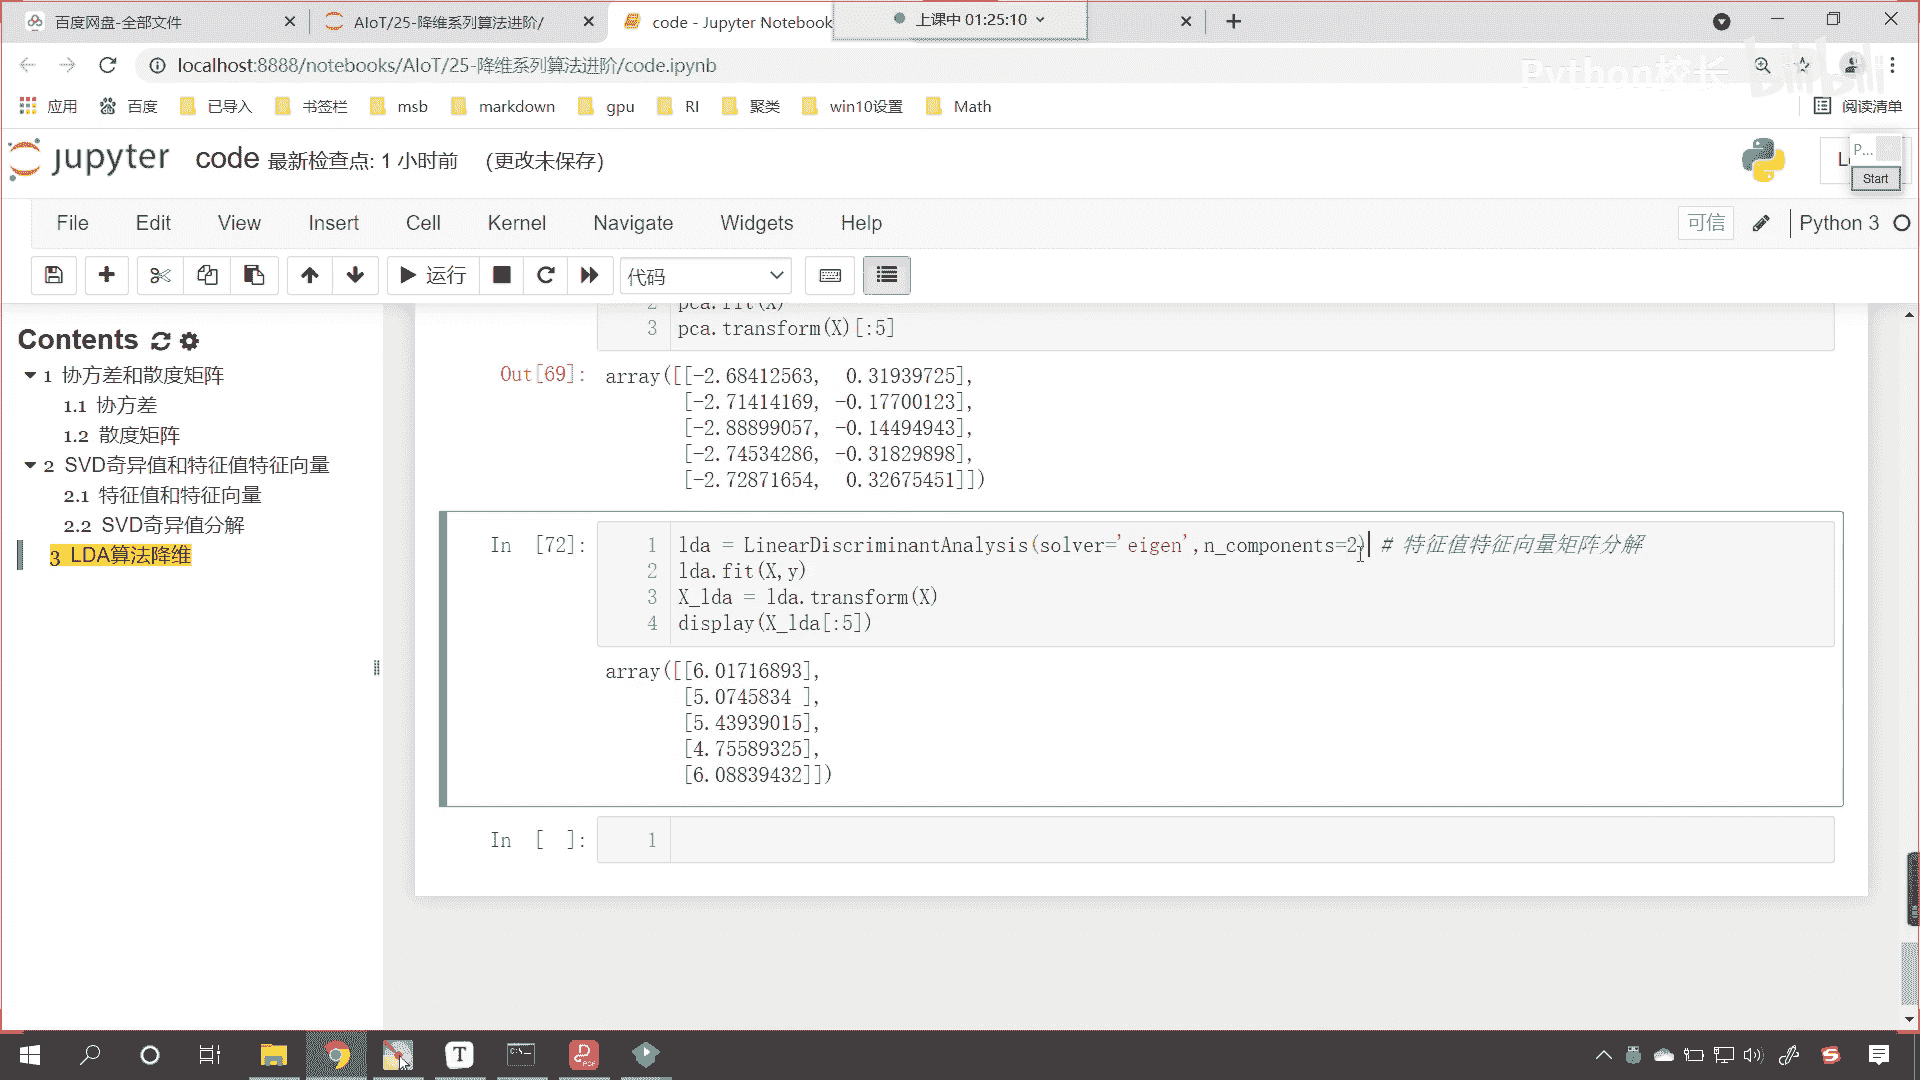 百度网盘-全部文件
AIoT/25-降维系列算法进阶/
code - Jupyter Notebook
上课中 01:25:10
localhost:8888/notebooks/AIoT/25-降维系列算法进阶/code.ipynb
Python校长
bilibili
应用 百度 已导入 书签栏 msb markdown gpu RI 聚类 win10设置 Math 阅读清单
jupyter code 最新检查点: 1 小时前 (更改未保存)
P...
Start
File Edit View Insert Cell Kernel Navigate Widgets Help 可信 Python 3
运行 代码
Contents
1 协方差和散度矩阵
1.1 协方差
1.2 散度矩阵
2 SVD奇异值和特征值特征向量
2.1 特征值和特征向量
2.2 SVD奇异值分解
3 LDA算法降维
2 pca.fit(X)
3 pca.transform(X)[:5]
Out[69]: array([[-2.68412563, 0.31939725],
[-2.71414169, -0.17700123],
[-2.88899057, -0.14494943],
[-2.74534286, -0.31829898],
[-2.72871654, 0.32675451]])
In [72]: 1 lda = LinearDiscriminantAnalysis(solver='eigen',n_components=2) # 特征值特征向量矩阵分解
2 lda.fit(X,y)
3 X_lda = lda.transform(X)
4 display(X_lda[:5])
array([[6.01716893],
[5.0745834 ],
[5.43939015],
[4.75589325],
[6.08839432]])
In [ ]: 1